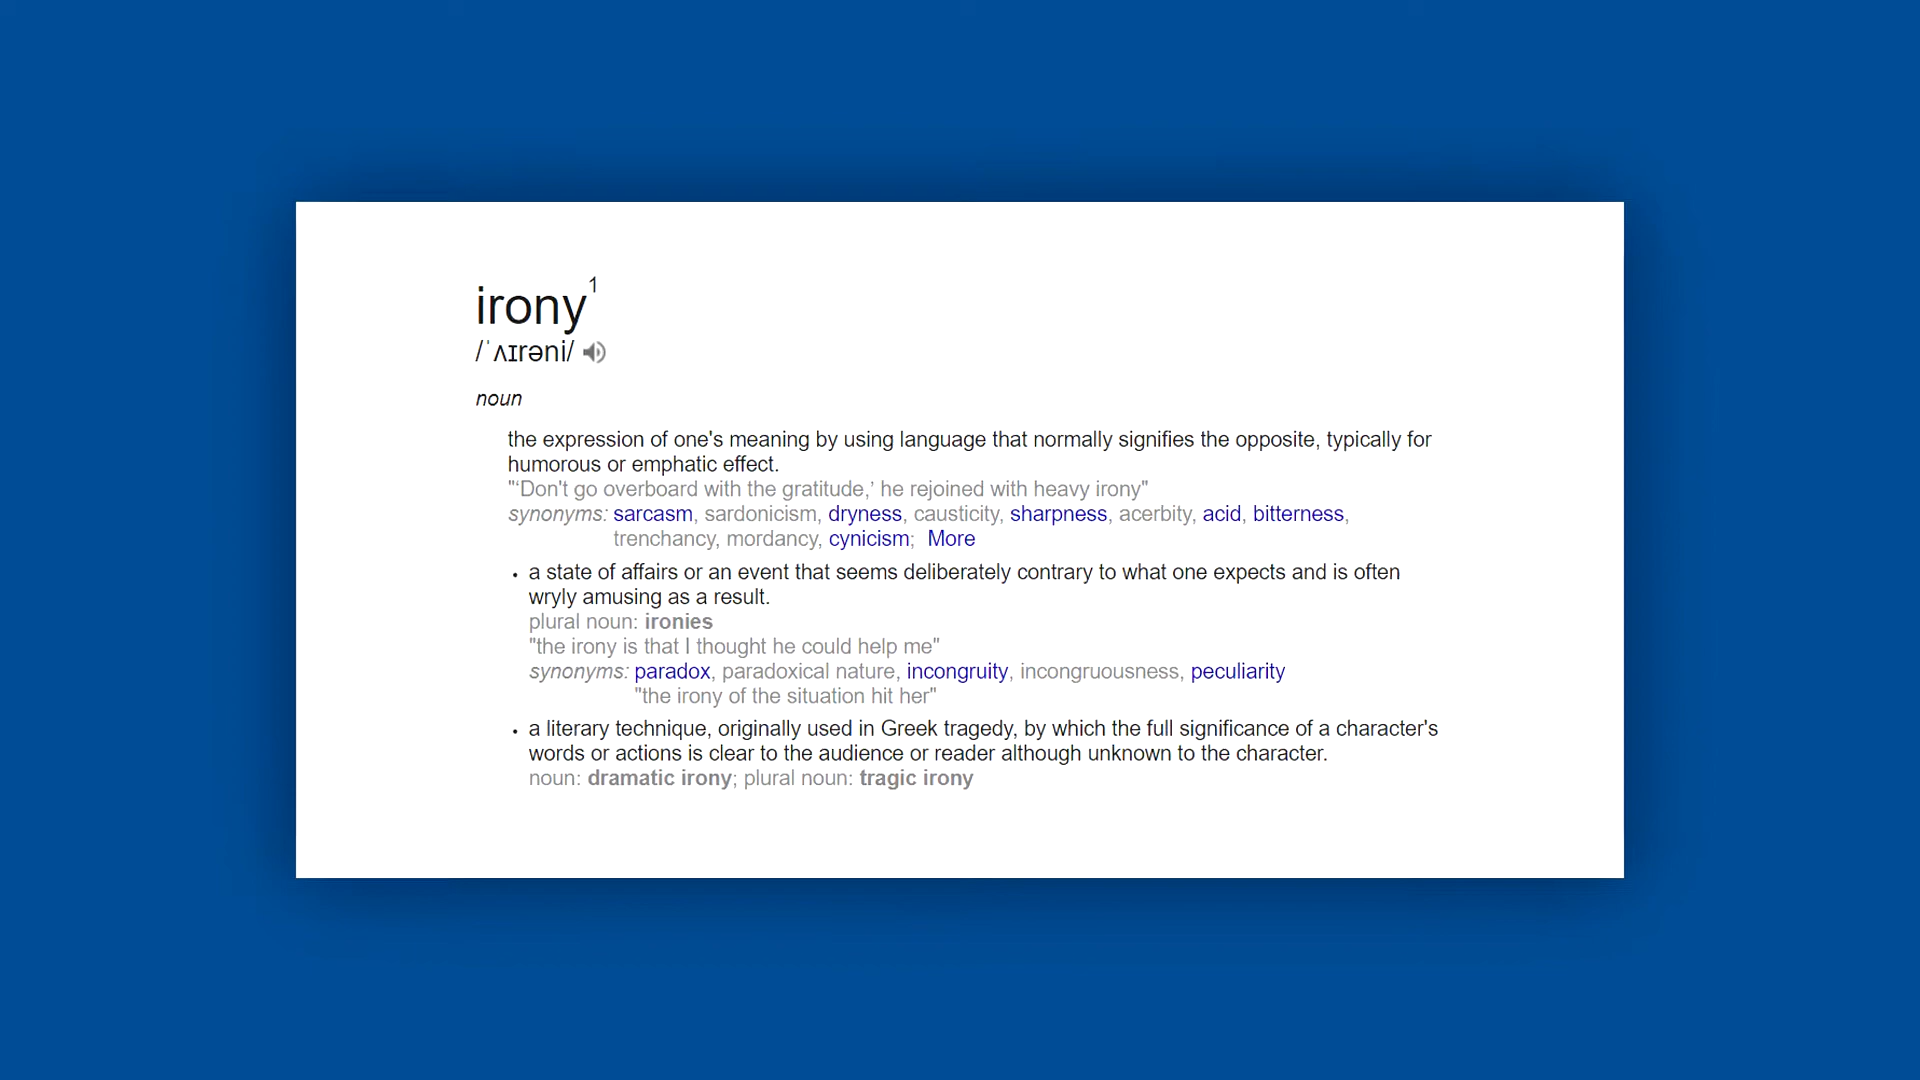 irony¹
/ˈʌɪrəni/
noun
the expression of one's meaning by using language that normally signifies the opposite, typically for
humorous or emphatic effect.
"‘Don't go overboard with the gratitude,’ he rejoined with heavy irony"
synonyms: sarcasm, sardonicism, dryness, causticity, sharpness, acerbity, acid, bitterness,
trenchancy, mordancy, cynicism; More
• a state of affairs or an event that seems deliberately contrary to what one expects and is often
wryly amusing as a result.
plural noun: ironies
"the irony is that I thought he could help me"
synonyms: paradox, paradoxical nature, incongruity, incongruousness, peculiarity
"the irony of the situation hit her"
• a literary technique, originally used in Greek tragedy, by which the full significance of a character's
words or actions is clear to the audience or reader although unknown to the character.
noun: dramatic irony; plural noun: tragic irony